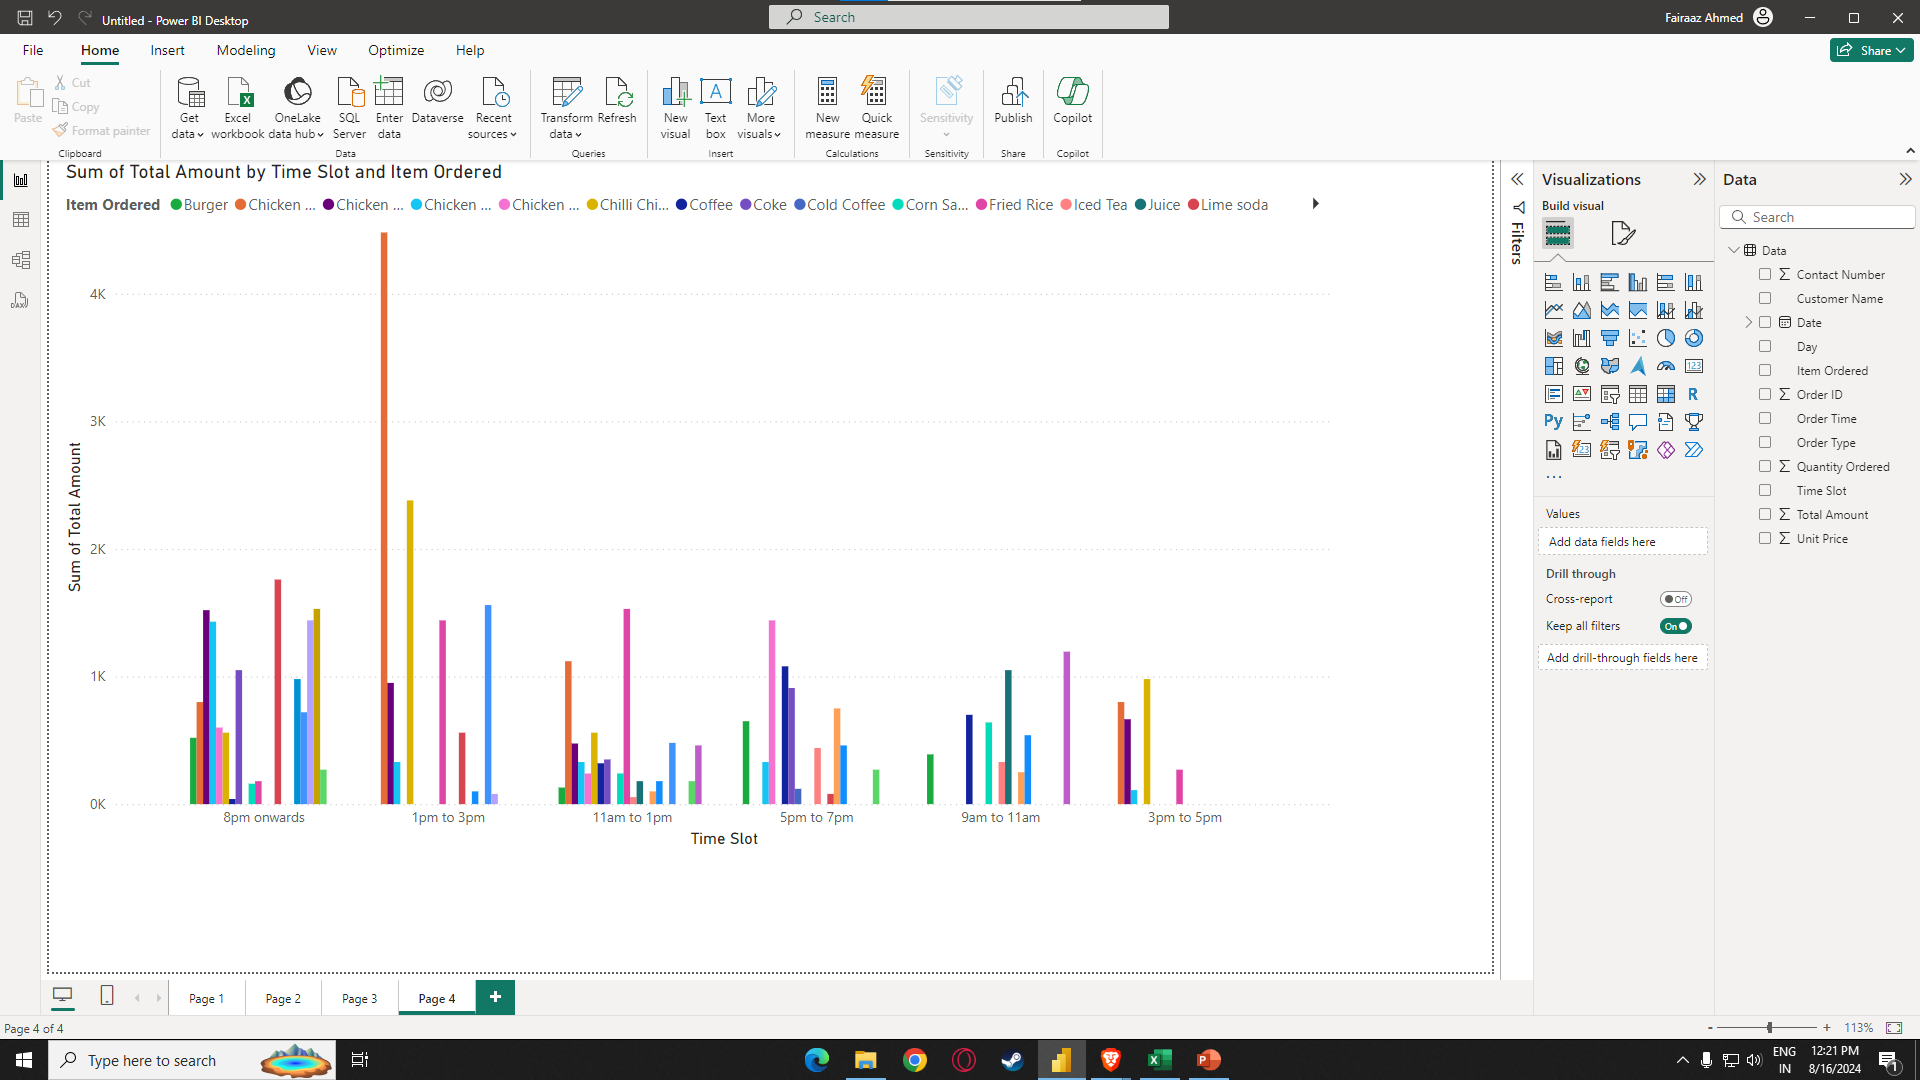 Untitled - Power BI Desktop
Search
Fairaaz Ahmed
File Home Insert Modeling View Optimize Help
Share
Paste
Cut
Copy
Format painter
Clipboard
Get data
Excel workbook
OneLake data hub
SQL Server
Enter data
Dataverse
Recent sources
Data
Transform data
Refresh
Queries
New visual
Text box
More visuals
Insert
New measure
Quick measure
Calculations
Sensitivity
Sensitivity
Publish
Share
Copilot
Copilot
Sum of Total Amount by Time Slot and Item Ordered
Item Ordered Burger Chicken ... Chicken ... Chicken ... Chicken ... Chilli Chi... Coffee Coke Cold Coffee Corn Sa... Fried Rice Iced Tea Juice Lime soda
Sum of Total Amount
4K
3K
2K
1K
0K
8pm onwards 1pm to 3pm 11am to 1pm 5pm to 7pm 9am to 11am 3pm to 5pm
Time Slot
Filters
Visualizations
Build visual
Values
Add data fields here
Drill through
Cross-report Off
Keep all filters On
Add drill-through fields here
Data
Search
Data
Contact Number
Customer Name
Date
Day
Item Ordered
Order ID
Order Time
Order Type
Quantity Ordered
Time Slot
Total Amount
Unit Price
Page 1 Page 2 Page 3 Page 4
Page 4 of 4
113%
Type here to search
ENG
IN
12:21 PM
8/16/2024
1